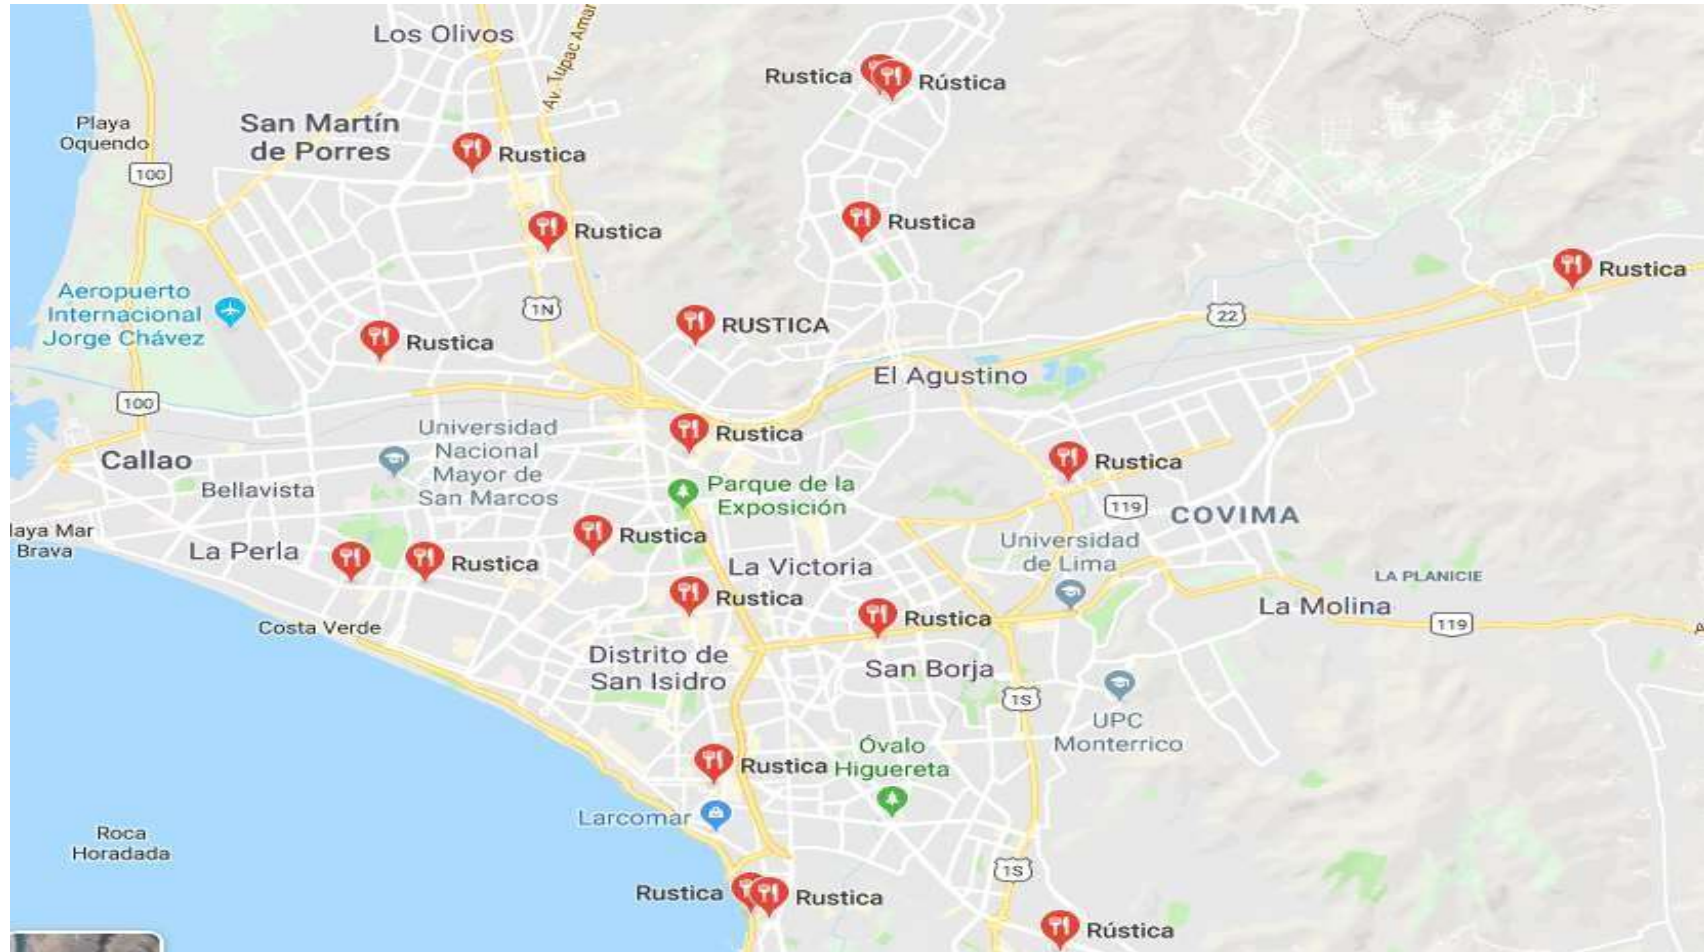 Los Olivos
Av. Tupac Amar
Rustica
Rústica
Playa
Oquendo
San Martín
de Porres
Rustica
100
Rustica
Rustica
Rustica
Aeropuerto
Internacional
Jorge Chávez
1N
RUSTICA
22
Rustica
El Agustino
100
Universidad
Nacional
Mayor de
San Marcos
Rustica
Callao
Bellavista
Parque de la
Exposición
Rustica
119
COVIMA
laya Mar
Brava
La Perla
Rustica
Rustica
La Victoria
Universidad
de Lima
LA PLANICIE
La Molina
119
Costa Verde
Rustica
Rustica
Distrito de
San Isidro
San Borja
1S
UPC
Monterrico
Rustica
Óvalo
Higuereta
Larcomar
Roca
Horadada
1S
Rustica
Rustica
Rústica